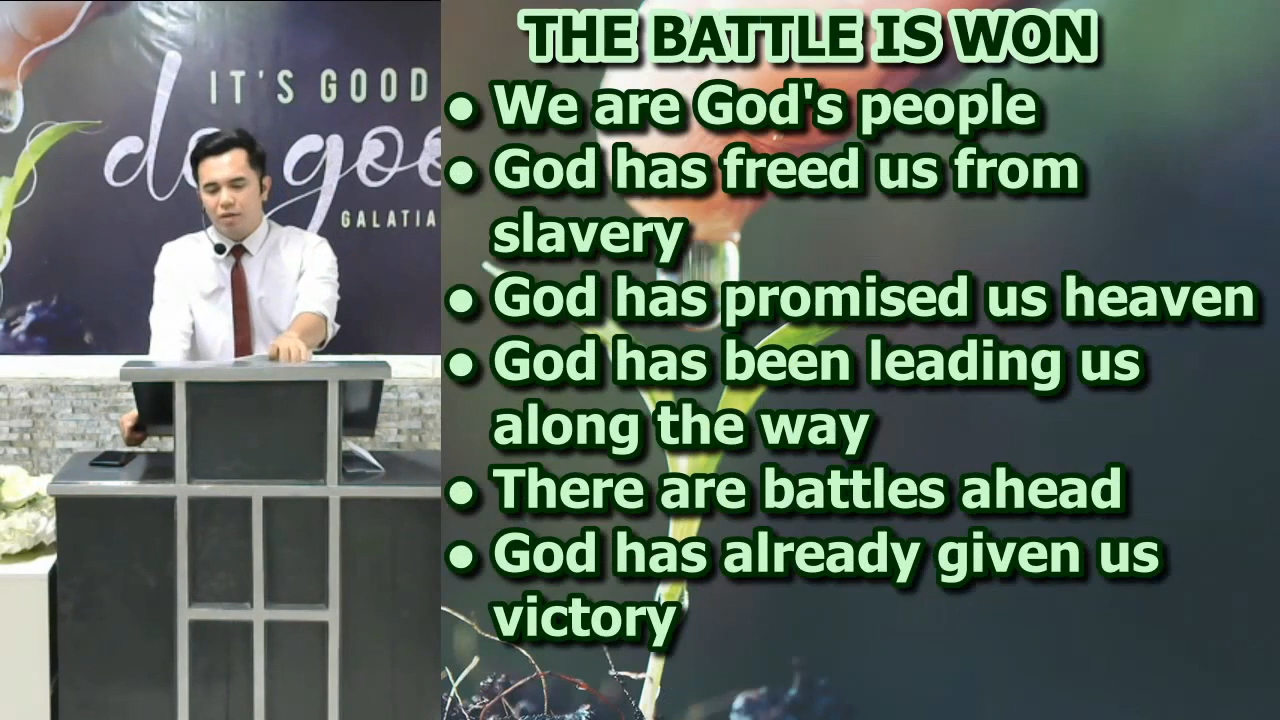 IT'S GOOD
do goo
GALATIA
THE BATTLE IS WON
● We are God's people
● God has freed us from
slavery
● God has promised us heaven
● God has been leading us
along the way
● There are battles ahead
● God has already given us
victory